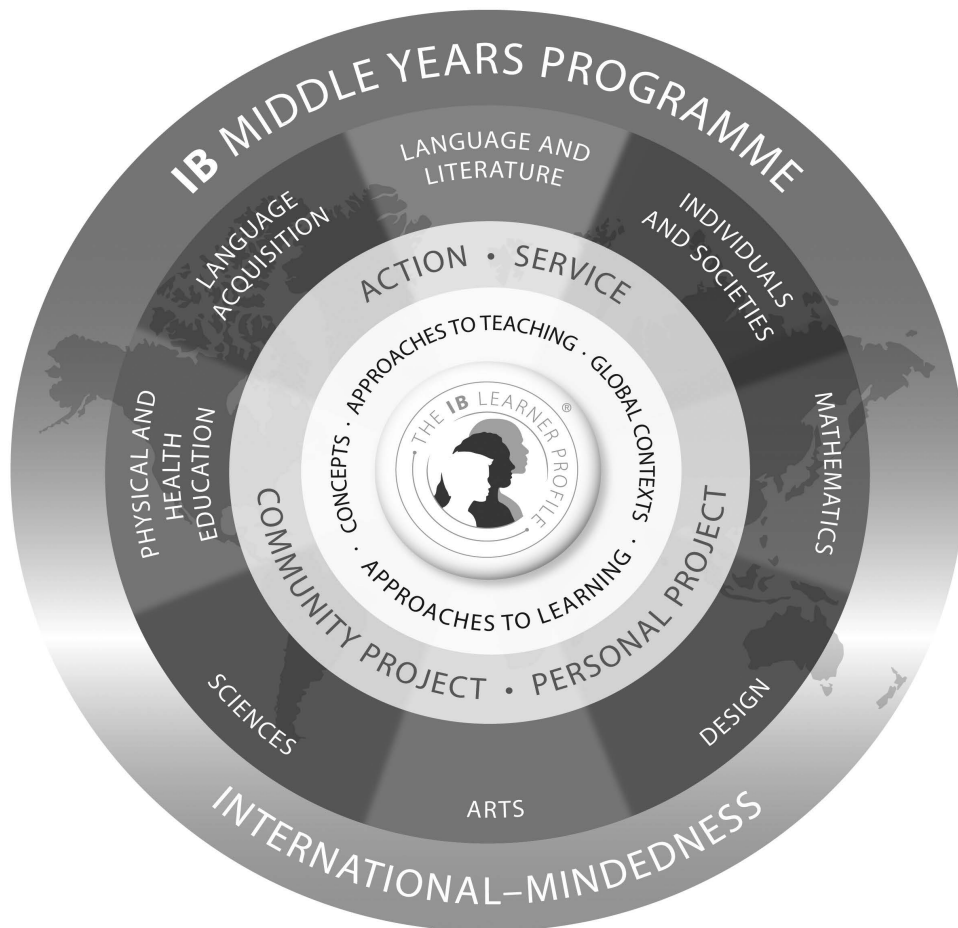 IB MIDDLE YEARS PROGRAMME
LANGUAGE AND
LITERATURE
INDIVIDUALS
AND SOCIETIES
MATHEMATICS
DESIGN
ARTS
SCIENCES
PHYSICAL AND
HEALTH
EDUCATION
LANGUAGE
ACQUISITION
ACTION • SERVICE
COMMUNITY PROJECT • PERSONAL PROJECT
CONCEPTS · APPROACHES TO TEACHING · GLOBAL CONTEXTS
· APPROACHES TO LEARNING ·
• THE IB LEARNER PROFILE • ®
INTERNATIONAL–MINDEDNESS